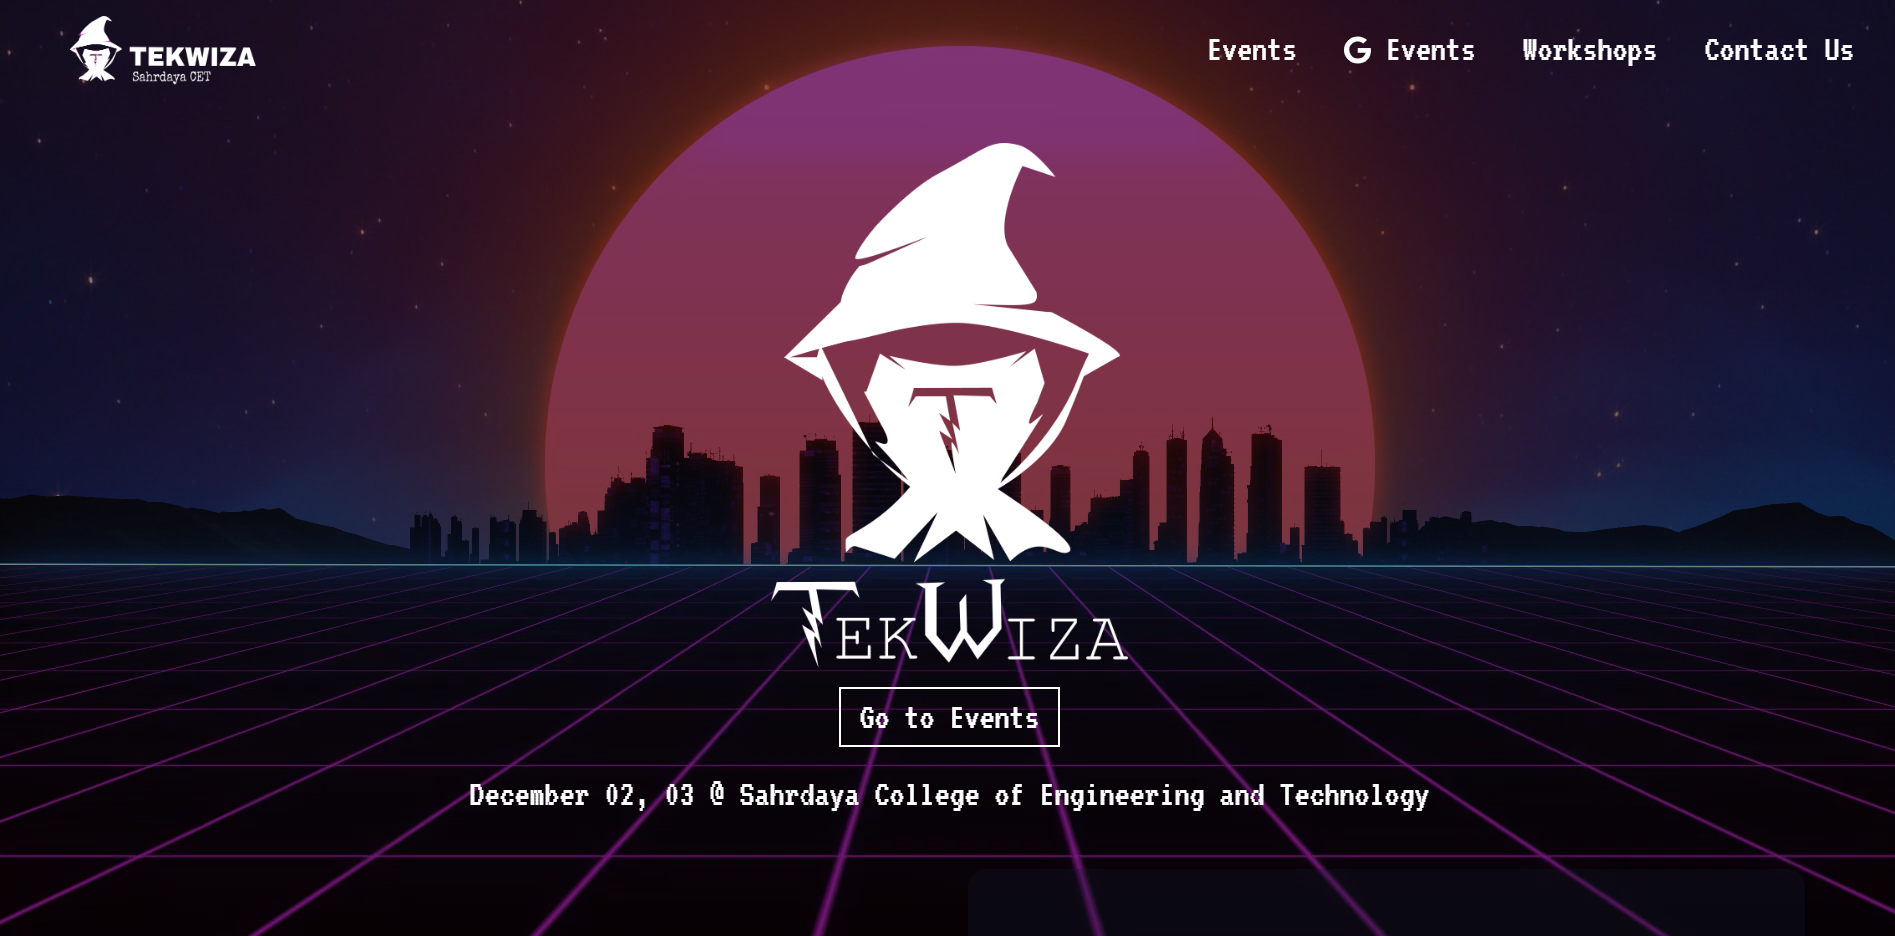 TEKWIZA
Sahrdaya CET
Events
G Events
Workshops
Contact Us
T
TEKWIZA
Go to Events
December 02, 03 @ Sahrdaya College of Engineering and Technology